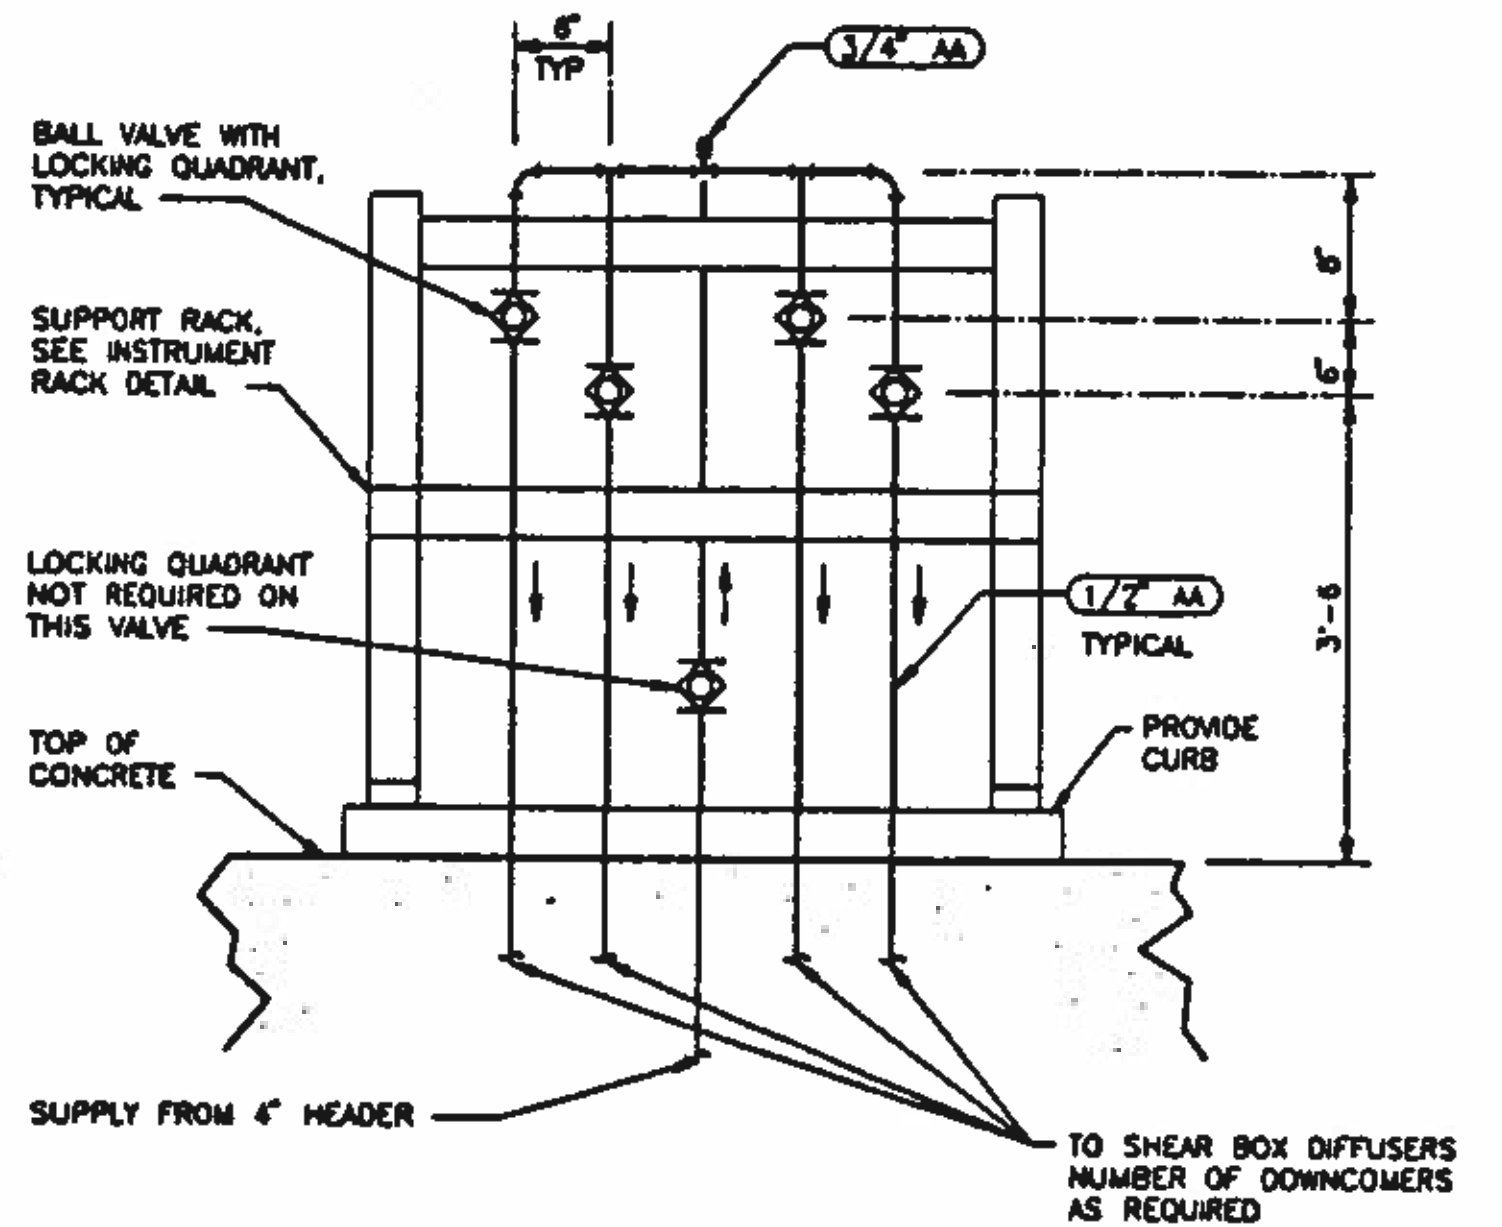 TYP
3/4" AA
BALL VALVE WITH
LOCKING QUADRANT,
TYPICAL
SUPPORT RACK,
SEE INSTRUMENT
RACK DETAIL
6"
LOCKING QUADRANT
NOT REQUIRED ON
THIS VALVE
1/2" AA
TYPICAL
3'-6
TOP OF
CONCRETE
PROVIDE
CURB
SUPPLY FROM 4" HEADER
TO SHEAR BOX DIFFUSERS
NUMBER OF DOWNCOMERS
AS REQUIRED